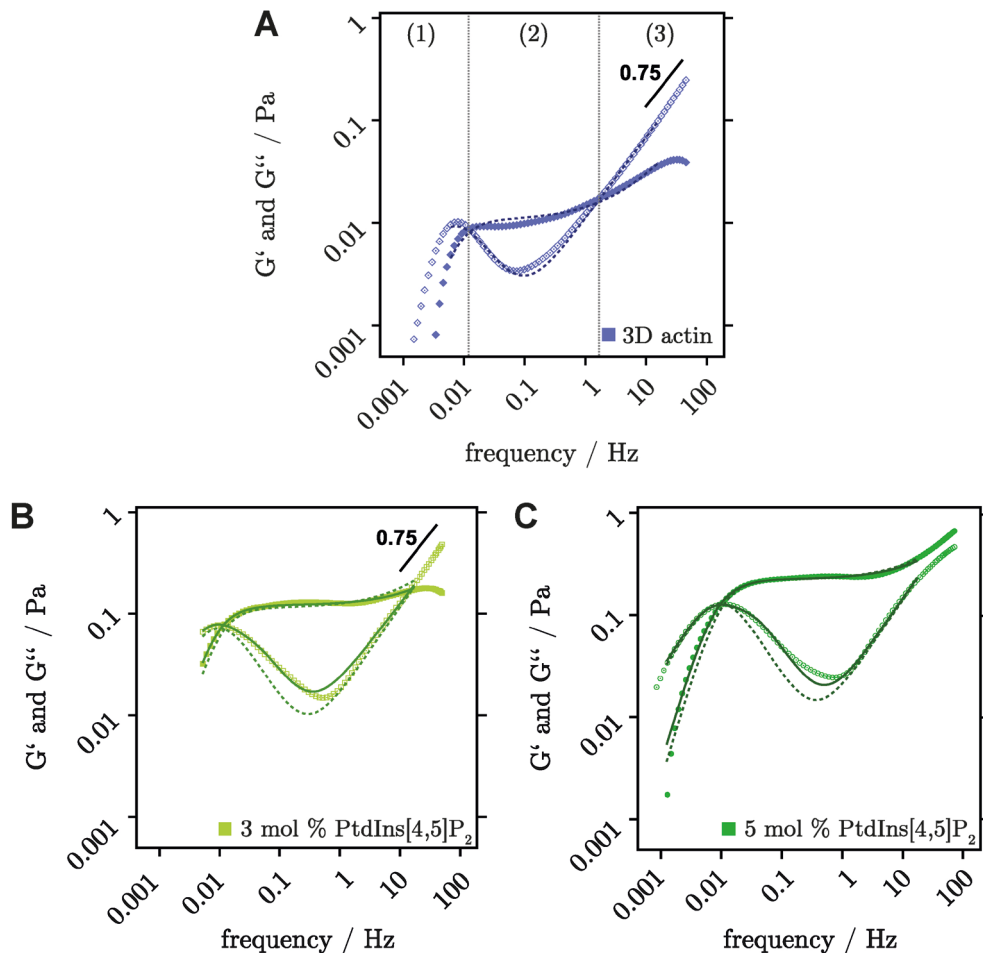 A
(1) (2) (3)
0.75
1
0.1
0.01
0.001
G‘ and G‘‘ / Pa
3D actin
0.001 0.01 0.1 1 10 100
frequency / Hz
B
0.75
1
0.1
0.01
0.001
G‘ and G‘‘ / Pa
3 mol % PtdIns[4,5]P₂
0.001 0.01 0.1 1 10 100
frequency / Hz
C
1
0.1
0.01
0.001
G‘ and G‘‘ / Pa
5 mol % PtdIns[4,5]P₂
0.001 0.01 0.1 1 10 100
frequency / Hz